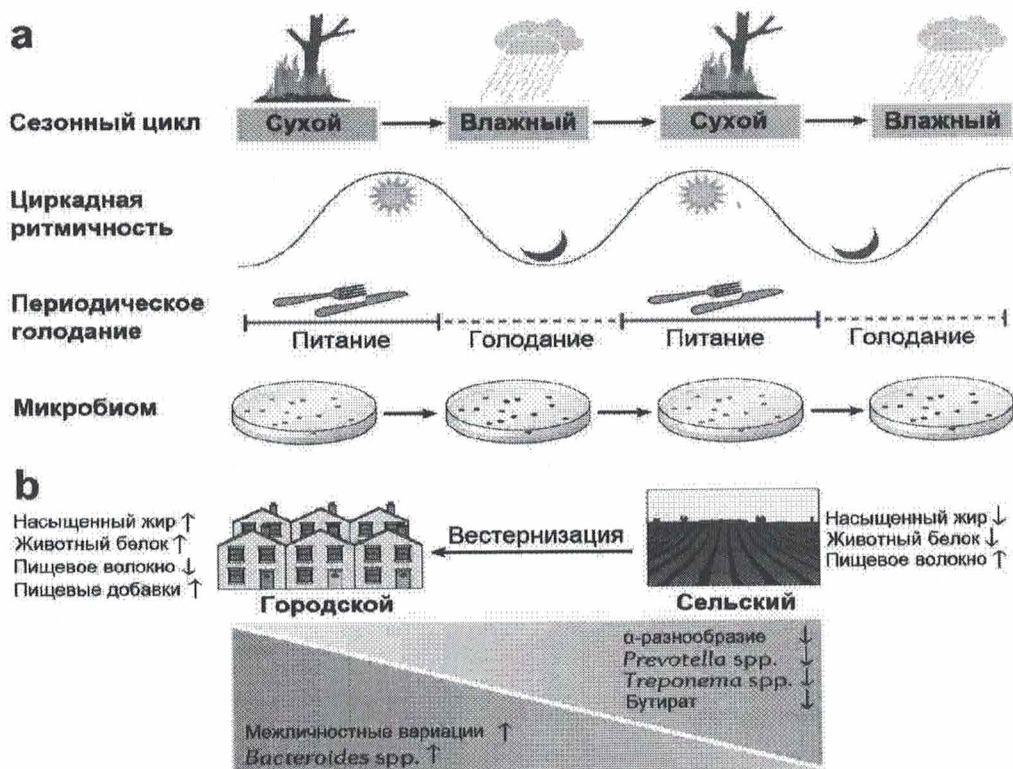 a
Сезонный цикл
Сухой
Влажный
Сухой
Влажный
Циркадная
ритмичность
Периодическое
голодание
Питание
Голодание
Питание
Голодание
Микробиом
b
Насыщенный жир ↑
Животный белок ↑
Пищевое волокно ↓
Пищевые добавки ↑
Городской
Вестернизация
Сельский
Насыщенный жир ↓
Животный белок ↓
Пищевое волокно ↑
α-разнообразие ↓
Prevotella spp. ↓
Treponema spp. ↓
Бутират ↓
Межличностные вариации ↑
Bacteroides spp. ↑